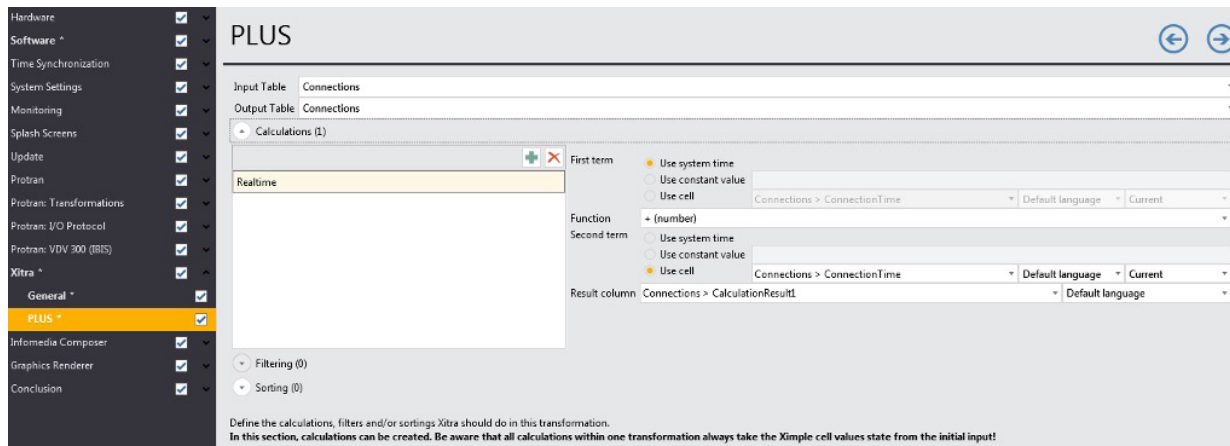 Hardware
Software *
Time Synchronization
System Settings
Monitoring
Splash Screens
Update
Protran
Protran: Transformations
Protran: I/O Protocol
Protran: VDV 300 (IBIS)
Xitra *
General *
PLUS *
Infomedia Composer
Graphics Renderer
Conclusion
PLUS
Input Table Connections
Output Table Connections
Calculations (1)
Realtime
First term Use system time
Use constant value
Use cell Connections > ConnectionTime Default language Current
Function + (number)
Second term Use system time
Use constant value
Use cell Connections > ConnectionTime Default language Current
Result column Connections > CalculationResult1 Default language
Filtering (0)
Sorting (0)
Define the calculations, filters and/or sortings Xitra should do in this transformation.
In this section, calculations can be created. Be aware that all calculations within one transformation always take the Ximple cell values state from the initial input!